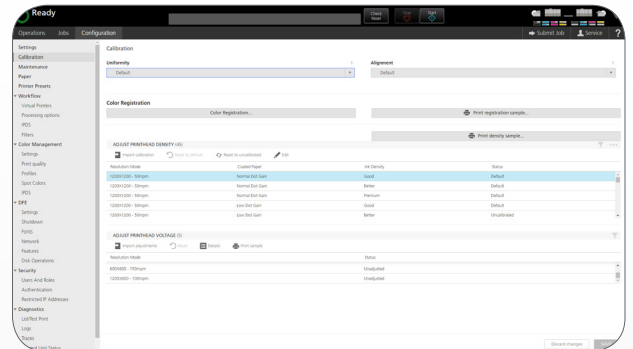 Ready
Check Reset
Stop
Start
Operations Jobs Configuration
Submit Job Service ?
Settings
Calibration
Maintenance
Paper
Printer Presets
Workflow
Virtual Printers
Processing options
IPDS
Filters
Color Management
Settings
Print quality
Profiles
Spot Colors
IPDS
DFE
Settings
Shutdown
Fonts
Network
Features
Disk Operations
Security
Users And Roles
Authentication
Restricted IP Addresses
Diagnostics
List/Test Print
Logs
Traces
Unit Status
Calibration
Uniformity Alignment
Default Default
Color Registration
Color Registration... Print registration sample...
Print density sample...
ADJUST PRINTHEAD DENSITY (45)
Import calibration Reset to default Reset to uncalibrated Edit
Resolution Mode Coated Paper Ink Density Status
1200X1200 - 50mpm Normal Dot Gain Good Default
1200X1200 - 50mpm Normal Dot Gain Better Default
1200X1200 - 50mpm Normal Dot Gain Premium Default
1200X1200 - 50mpm Low Dot Gain Good Default
1200X1200 - 50mpm Low Dot Gain Better Uncalibrated
ADJUST PRINTHEAD VOLTAGE (5)
Import adjustments Reset Details Print sample
Resolution Mode Status
600X600 - 150mpm Unadjusted
1200X600 - 100mpm Unadjusted
Discard changes